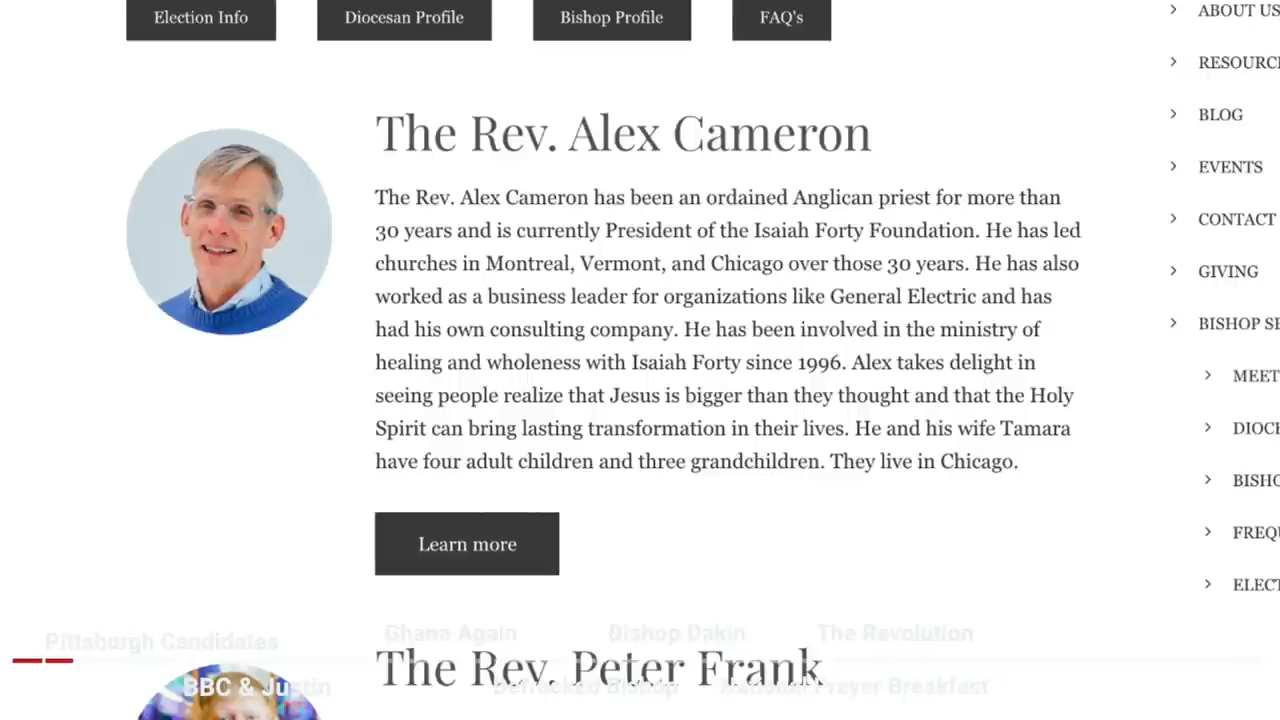 Election Info
Diocesan Profile
Bishop Profile
FAQ's
ABOUT US
RESOURC
BLOG
EVENTS
CONTACT
GIVING
BISHOP SE
MEET
DIOCE
BISHO
FREQU
ELECT
The Rev. Alex Cameron
The Rev. Alex Cameron has been an ordained Anglican priest for more than
30 years and is currently President of the Isaiah Forty Foundation. He has led
churches in Montreal, Vermont, and Chicago over those 30 years. He has also
worked as a business leader for organizations like General Electric and has
had his own consulting company. He has been involved in the ministry of
healing and wholeness with Isaiah Forty since 1996. Alex takes delight in
seeing people realize that Jesus is bigger than they thought and that the Holy
Spirit can bring lasting transformation in their lives. He and his wife Tamara
have four adult children and three grandchildren. They live in Chicago.
Learn more
Pittsburgh Candidates
Ghana Again
Bishop Dakin
The Revolution
The Rev. Peter Frank
BBC & Justin
Defrocked Bishop
National Prayer Breakfast